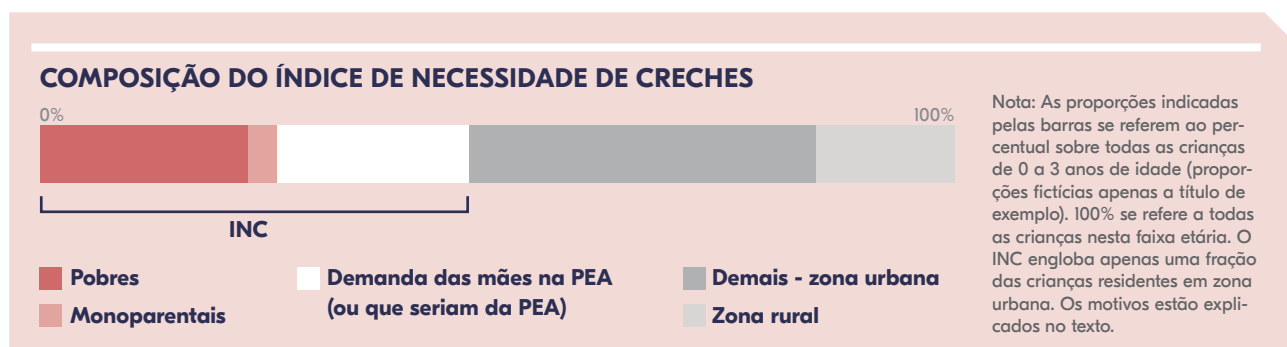 COMPOSIÇÃO DO ÍNDICE DE NECESSIDADE DE CRECHES
0%
100%
INC
Pobres
Monoparentais
Demanda das mães na PEA
(ou que seriam da PEA)
Demais - zona urbana
Zona rural
Nota: As proporções indicadas
pelas barras se referem ao per-
centual sobre todas as crianças
de 0 a 3 anos de idade (propor-
ções fictícias apenas a título de
exemplo). 100% se refere a todas
as crianças nesta faixa etária. O
INC engloba apenas uma fração
das crianças residentes em zona
urbana. Os motivos estão expli-
cados no texto.